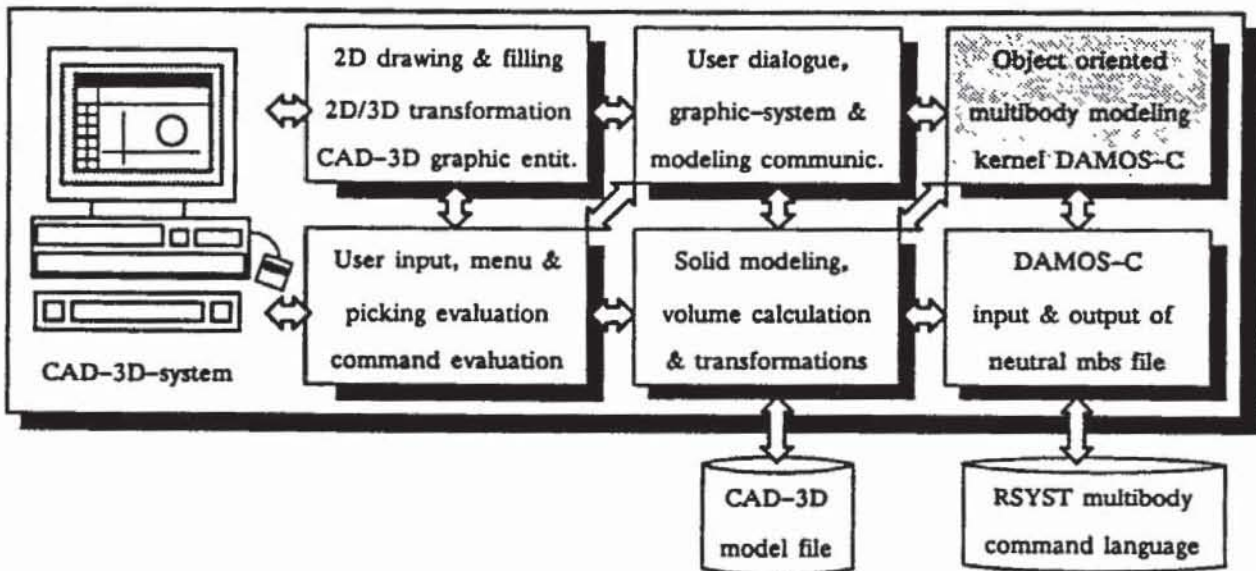 2D drawing & filling
2D/3D transformation
CAD-3D graphic entit.
User dialogue,
graphic-system &
modeling communic.
Object oriented
multibody modeling
kernel DAMOS-C
User input, menu &
picking evaluation
command evaluation
Solid modeling,
volume calculation
& transformations
DAMOS-C
input & output of
neutral mbs file
CAD-3D-system
CAD-3D
model file
RSYST multibody
command language